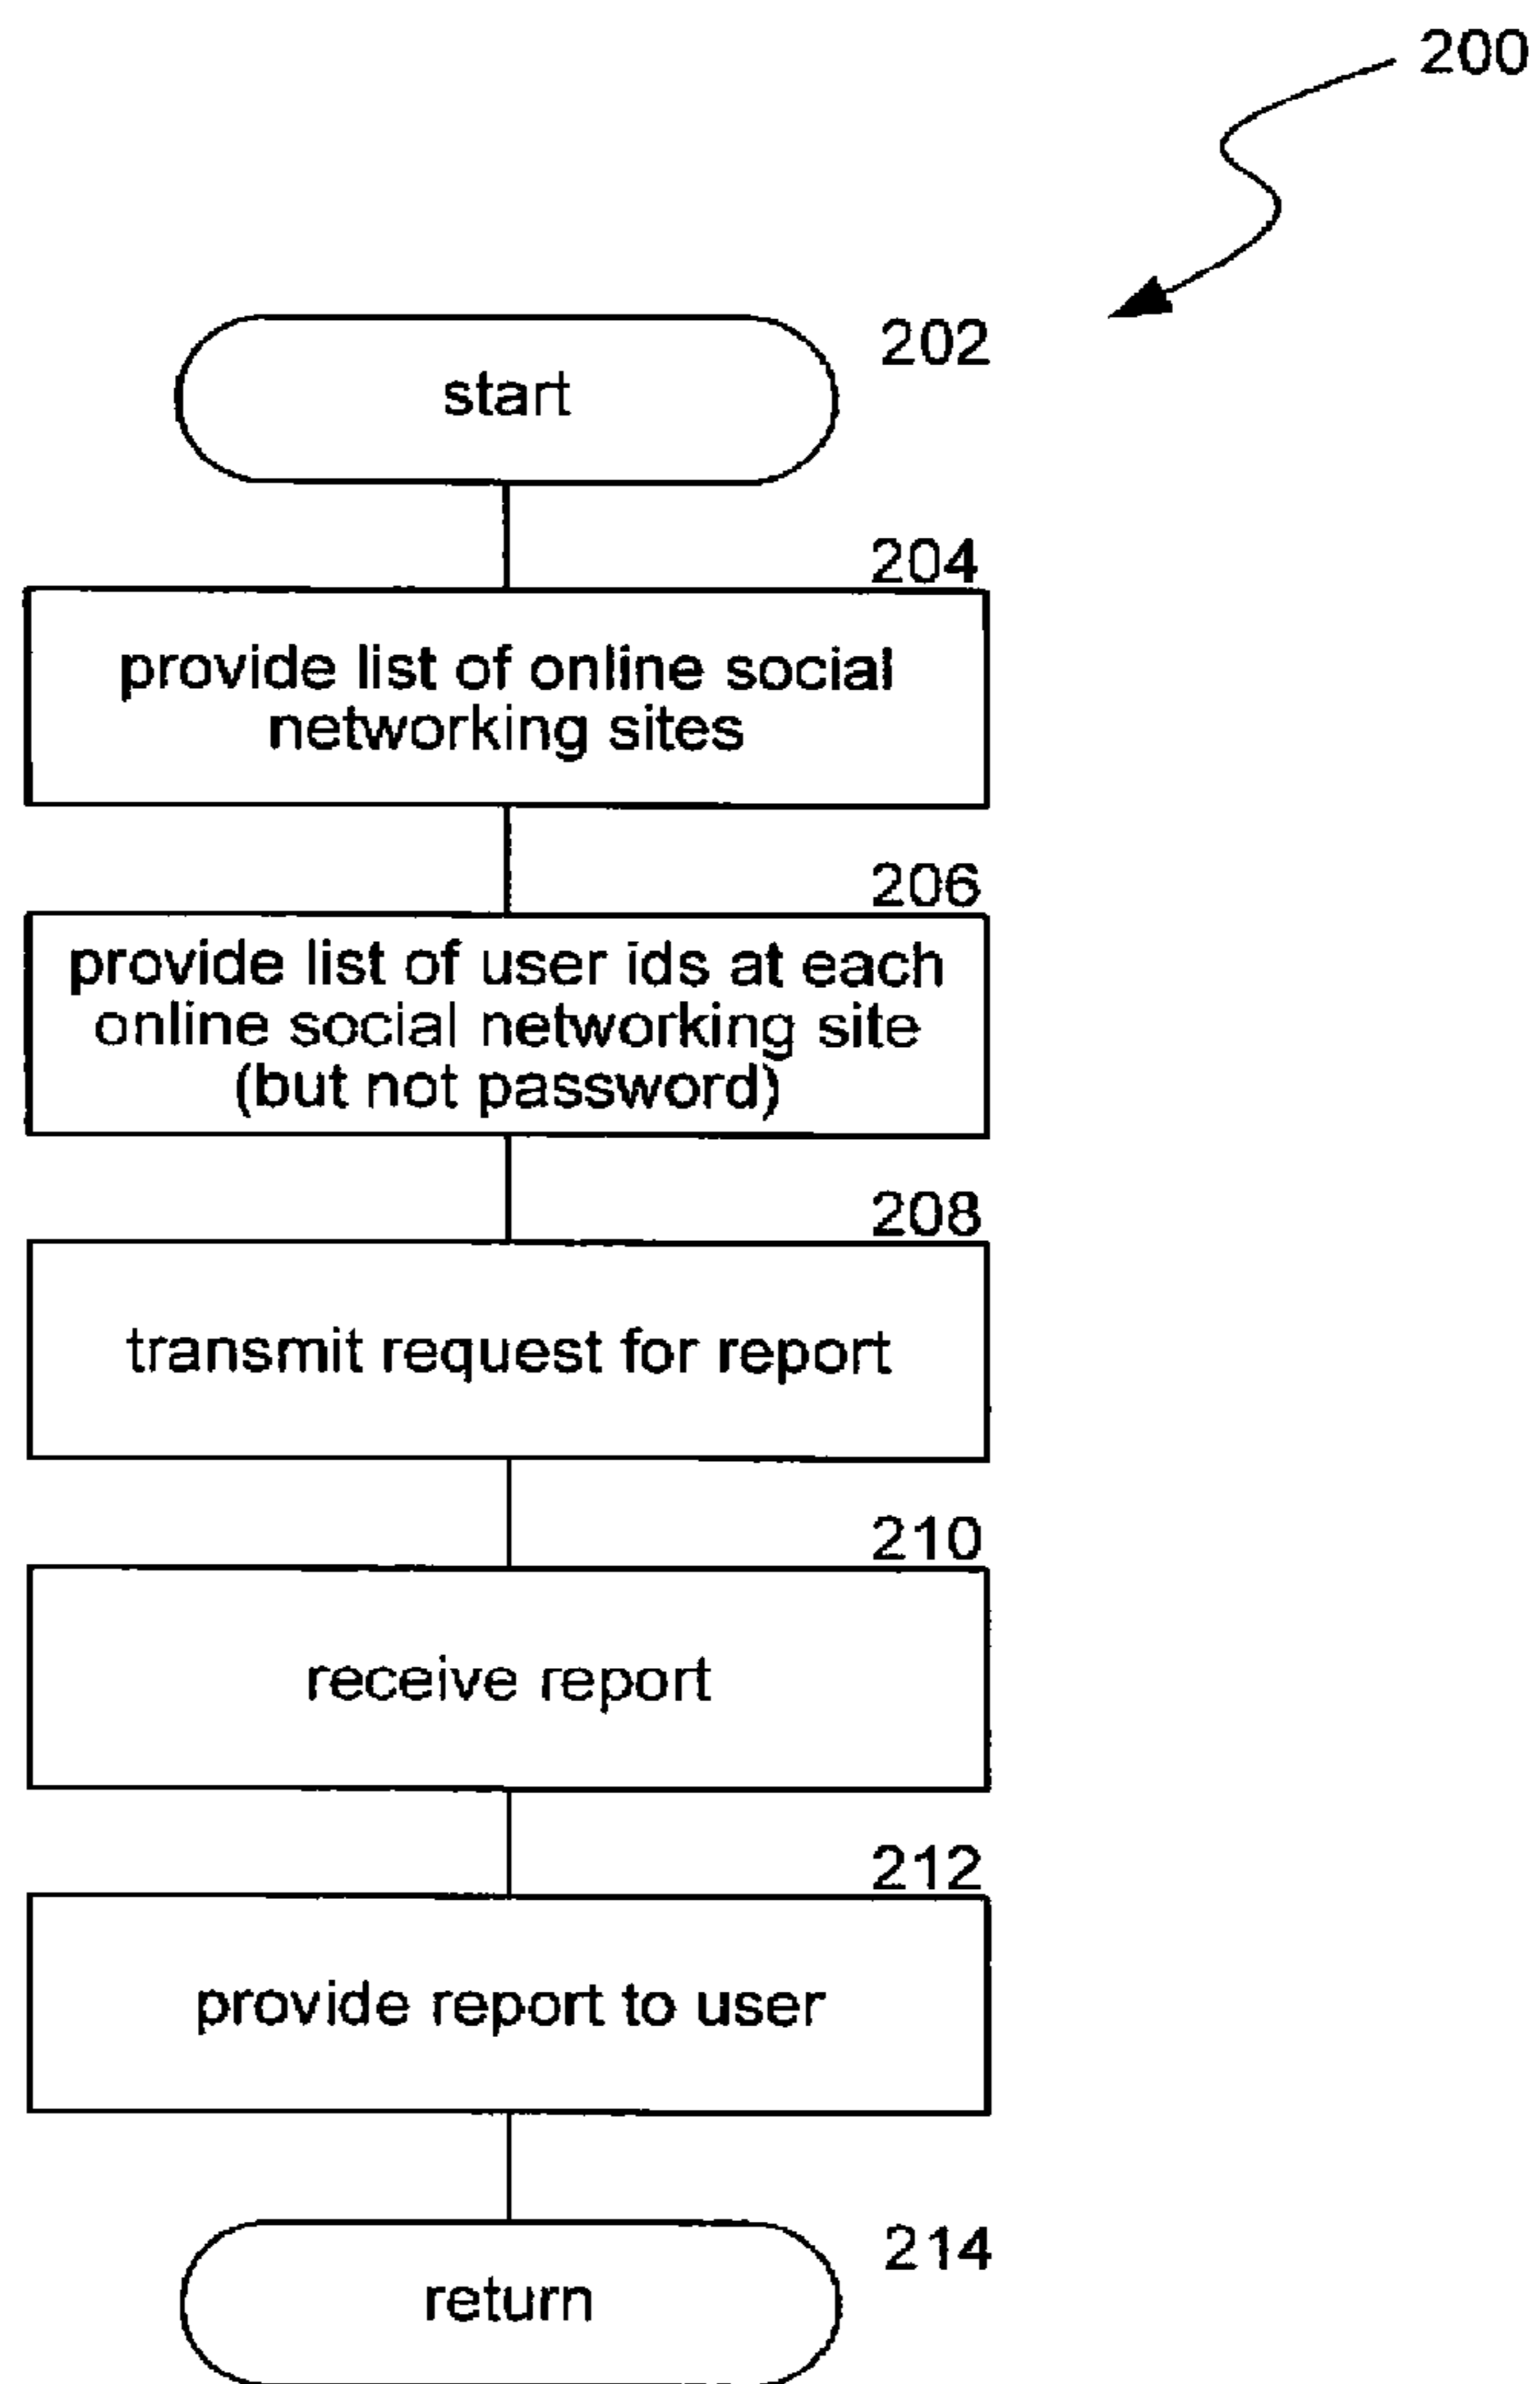 200
202
start
204
provide list of online social
networking sites
206
provide list of user ids at each
online social networking site
(but not password)
208
transmit request for report
210
receive report
212
provide report to user
214
return